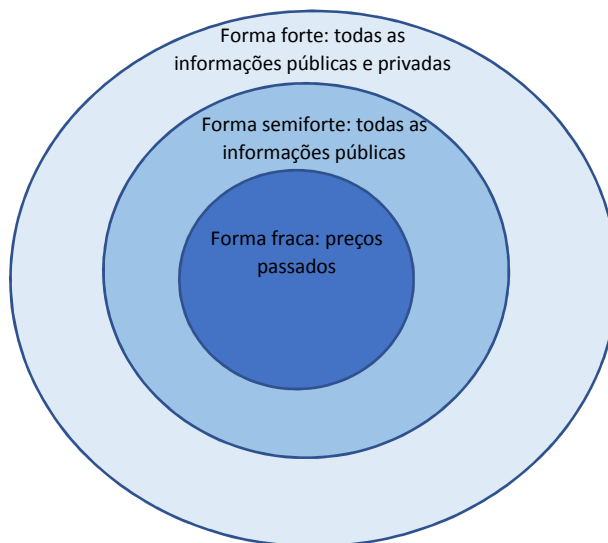 Forma forte: todas as
informações públicas e privadas
Forma semiforte: todas as
informações públicas
Forma fraca: preços
passados